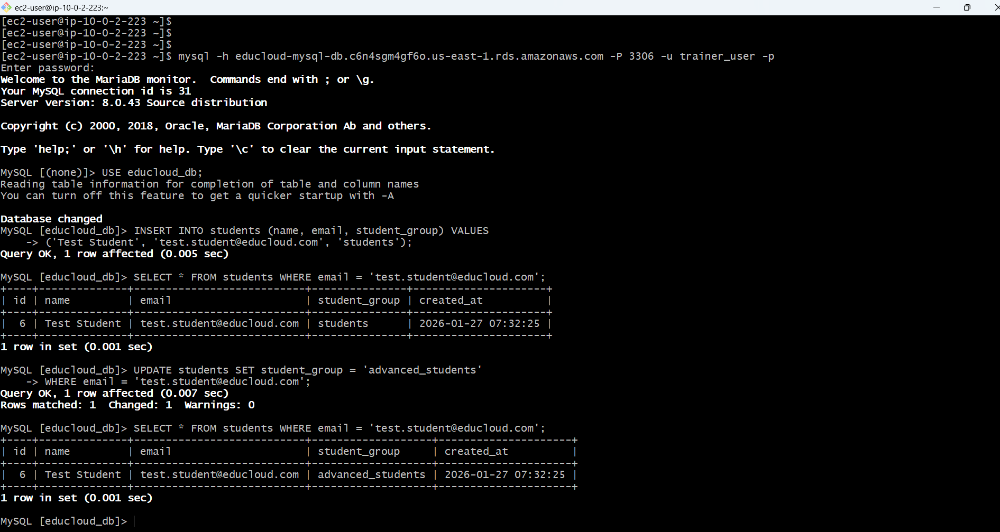 ec2-user@ip-10-0-2-223:~
[ec2-user@ip-10-0-2-223 ~]$
[ec2-user@ip-10-0-2-223 ~]$
[ec2-user@ip-10-0-2-223 ~]$
[ec2-user@ip-10-0-2-223 ~]$ mysql -h educloud-mysql-db.c6n4sgm4gf6o.us-east-1.rds.amazonaws.com -P 3306 -u trainer_user -p
Enter password:
Welcome to the MariaDB monitor.  Commands end with ; or \g.
Your MySQL connection id is 31
Server version: 8.0.43 Source distribution
Copyright (c) 2000, 2018, Oracle, MariaDB Corporation Ab and others.
Type 'help;' or '\h' for help. Type '\c' to clear the current input statement.
MySQL [(none)]> USE educloud_db;
Reading table information for completion of table and column names
You can turn off this feature to get a quicker startup with -A
Database changed
MySQL [educloud_db]> INSERT INTO students (name, email, student_group) VALUES
    -> ('Test Student', 'test.student@educloud.com', 'students');
Query OK, 1 row affected (0.005 sec)
MySQL [educloud_db]> SELECT * FROM students WHERE email = 'test.student@educloud.com';
+----+--------------+---------------------------+---------------+---------------------+
| id | name         | email                     | student_group | created_at          |
+----+--------------+---------------------------+---------------+---------------------+
|  6 | Test Student | test.student@educloud.com | students      | 2026-01-27 07:32:25 |
+----+--------------+---------------------------+---------------+---------------------+
1 row in set (0.001 sec)
MySQL [educloud_db]> UPDATE students SET student_group = 'advanced_students'
    -> WHERE email = 'test.student@educloud.com';
Query OK, 1 row affected (0.007 sec)
Rows matched: 1  Changed: 1  Warnings: 0
MySQL [educloud_db]> SELECT * FROM students WHERE email = 'test.student@educloud.com';
+----+--------------+---------------------------+-------------------+---------------------+
| id | name         | email                     | student_group     | created_at          |
+----+--------------+---------------------------+-------------------+---------------------+
|  6 | Test Student | test.student@educloud.com | advanced_students | 2026-01-27 07:32:25 |
+----+--------------+---------------------------+-------------------+---------------------+
1 row in set (0.001 sec)
MySQL [educloud_db]>